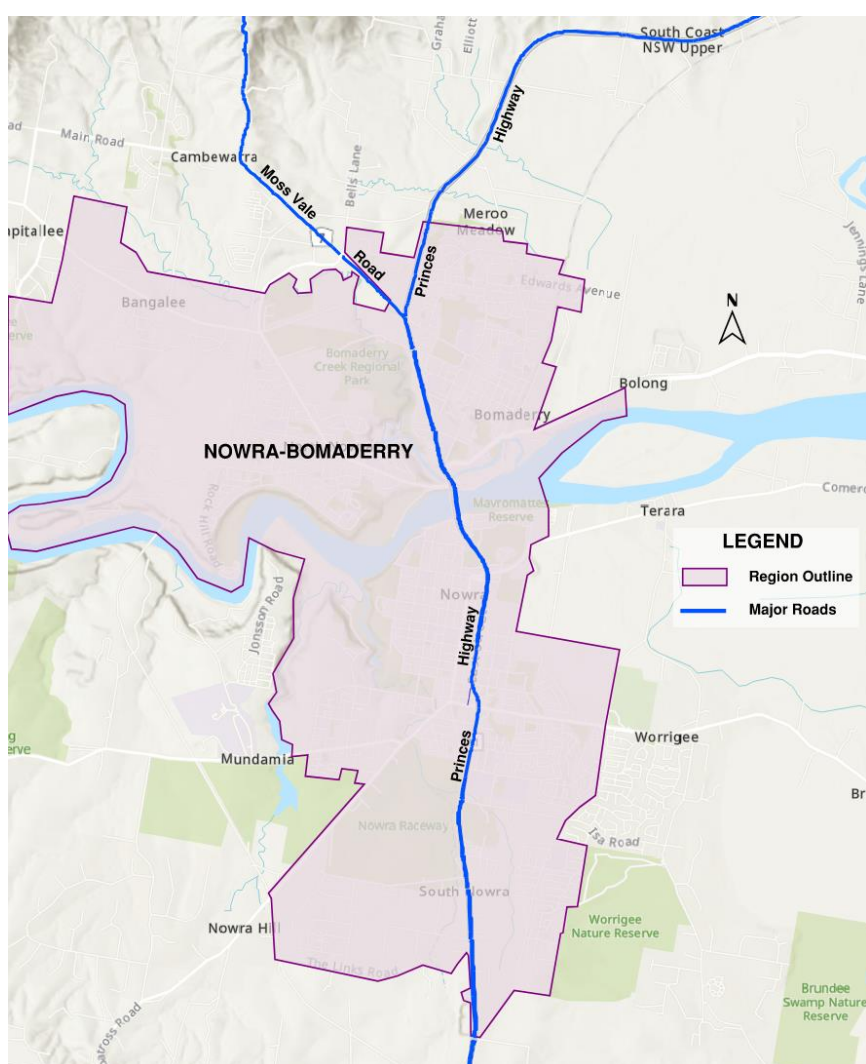 South Coast
NSW Upper
Elliott
Main Road
Cambewarra
Bells Lane
Highway
Moss Vale
Road
Meroo
Meadow
Princes
Jennings Lane
Edwards Avenue
Bangalee
N
Bomaderry
Creek Regional
Park
Bolong
Bomaderry
NOWRA-BOMADERRY
Rock Hill Road
Mavromattes
Reserve
Terara
LEGEND
Region Outline
Major Roads
Jonsson Road
Nowra
Highway
Princes
Worrigee
Mundamia
Nowra Raceway
Isa Road
South Nowra
Nowra Hill
Worrigee
Nature Reserve
The Links Road
Brundee
Swamp Nature
Reserve